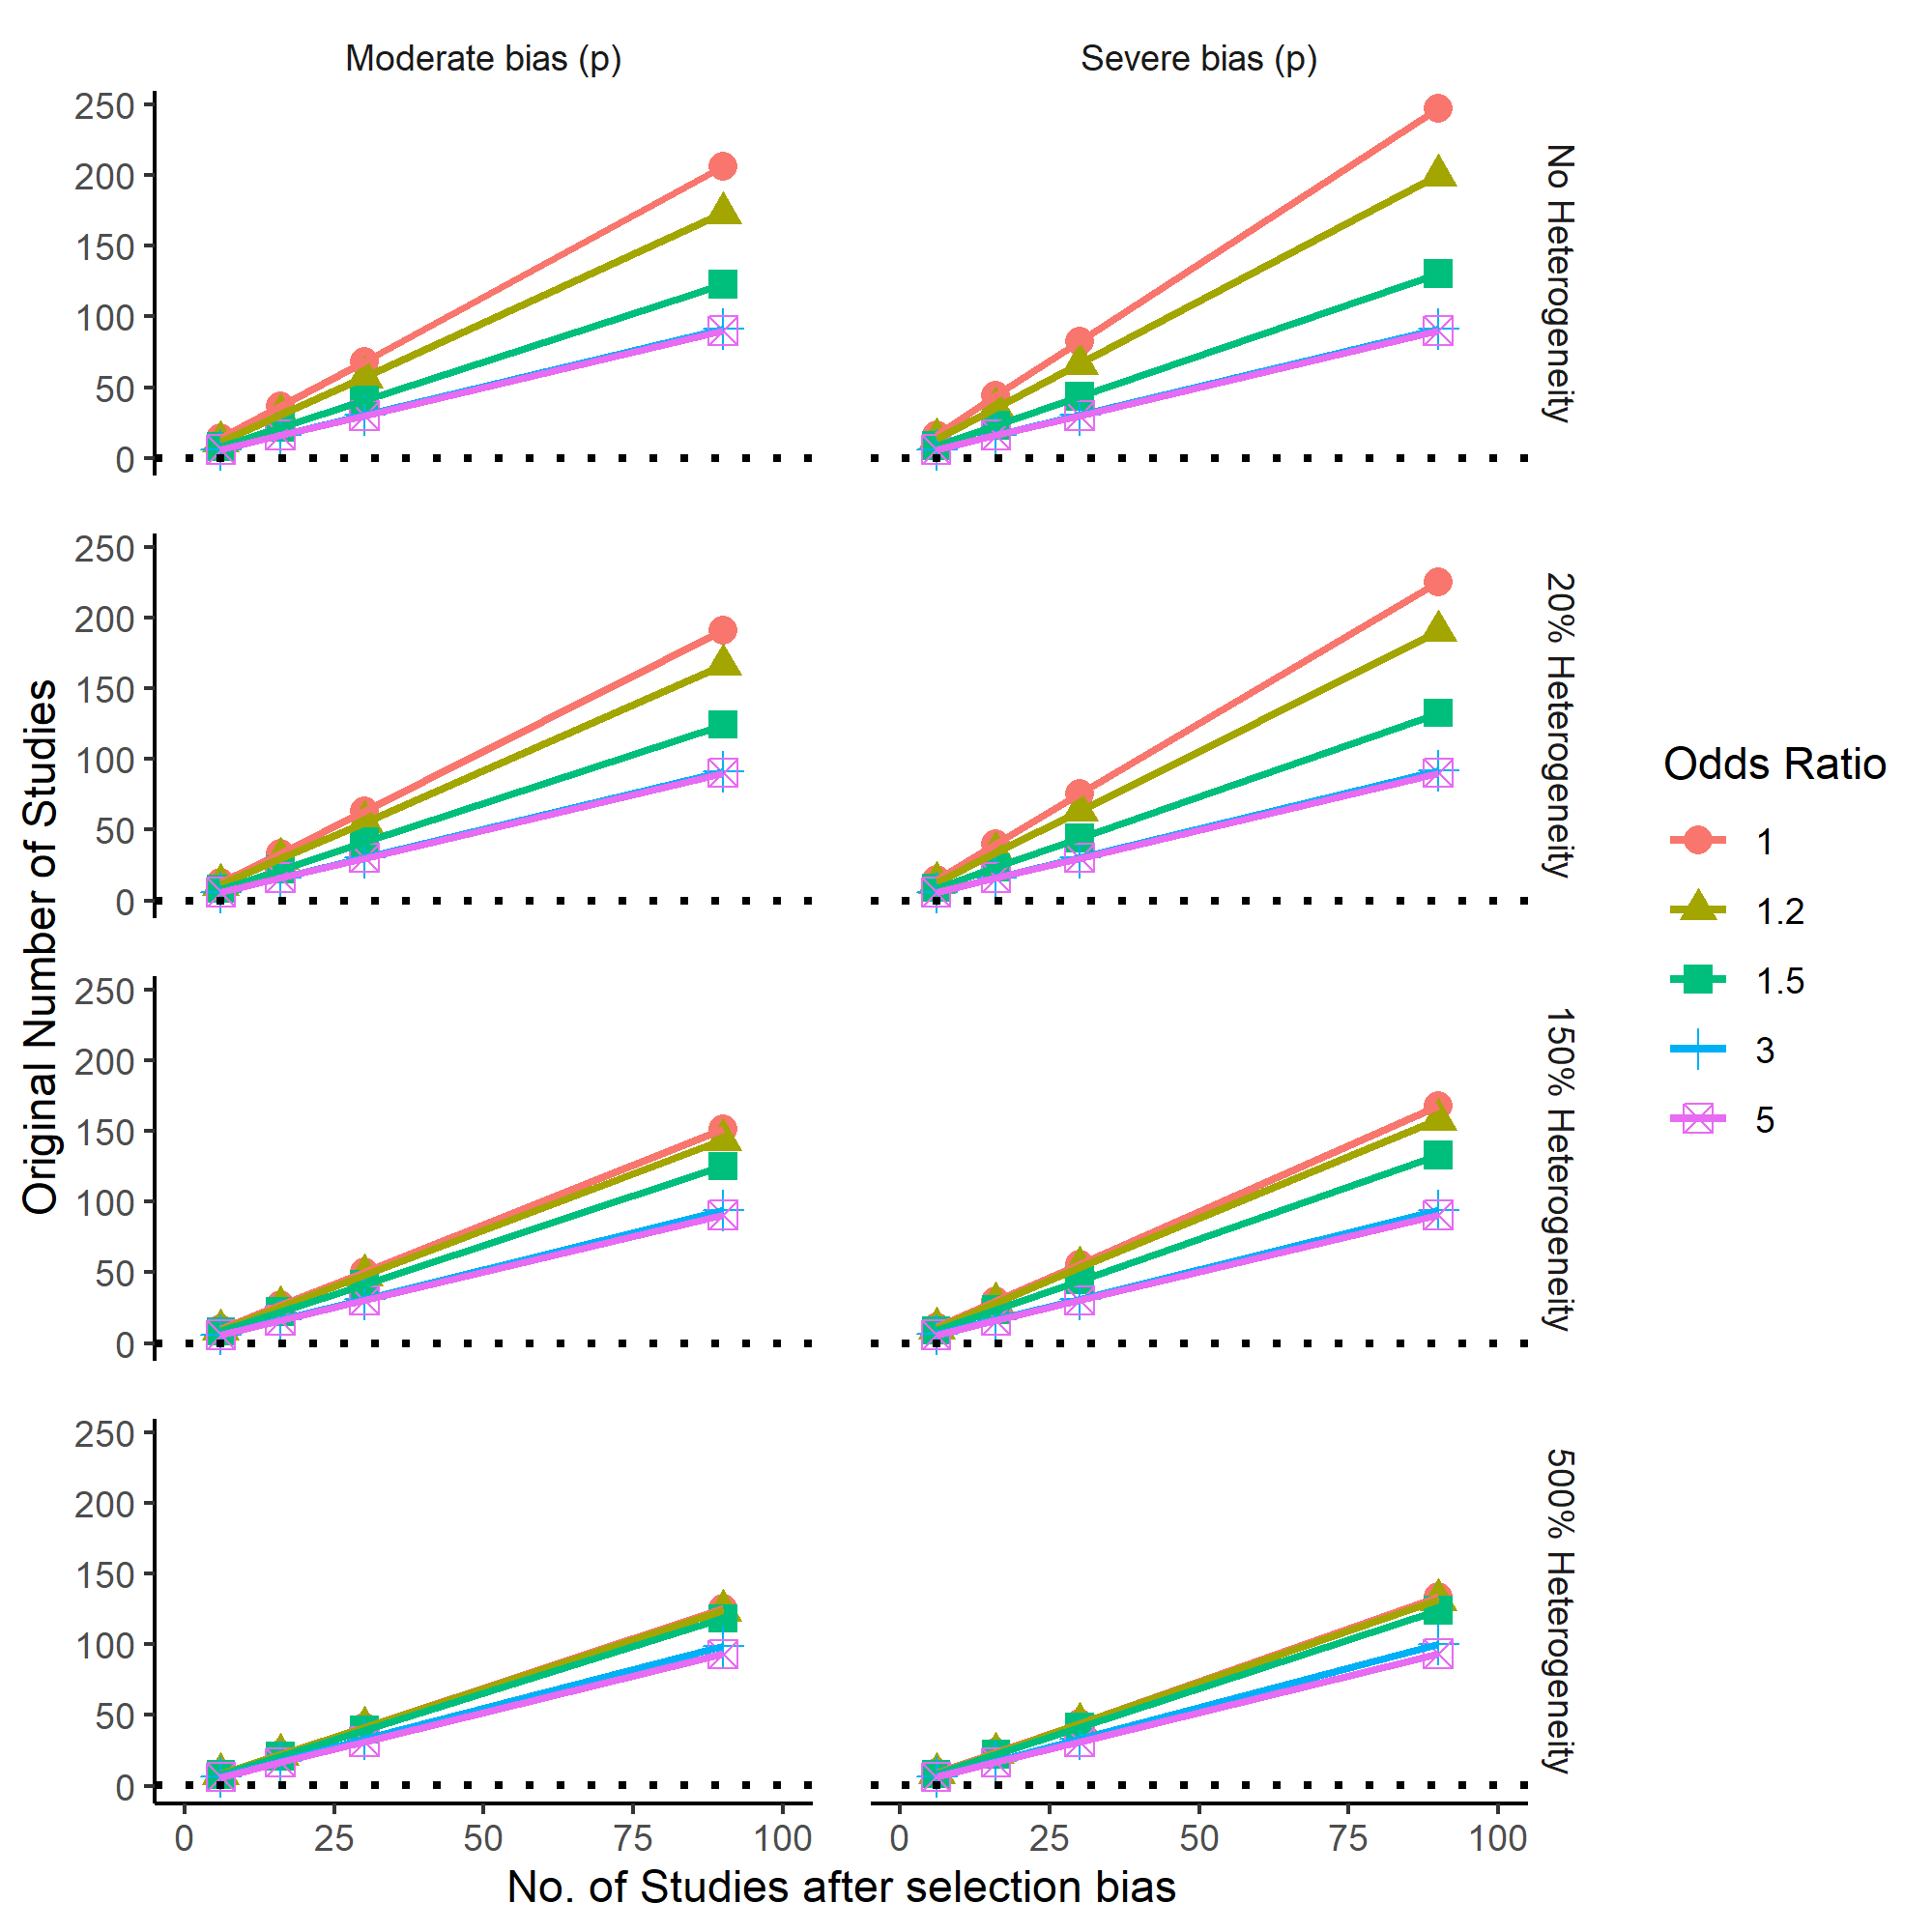 Moderate bias (p)
Severe bias (p)
250
200
150
100
50
0
No Heterogeneity
250
200
150
100
50
0
20% Heterogeneity
250
200
150
100
50
0
150% Heterogeneity
250
200
150
100
50
0
500% Heterogeneity
0 25 50 75 100
0 25 50 75 100
No. of Studies after selection bias
Original Number of Studies
Odds Ratio
1
1.2
1.5
3
5